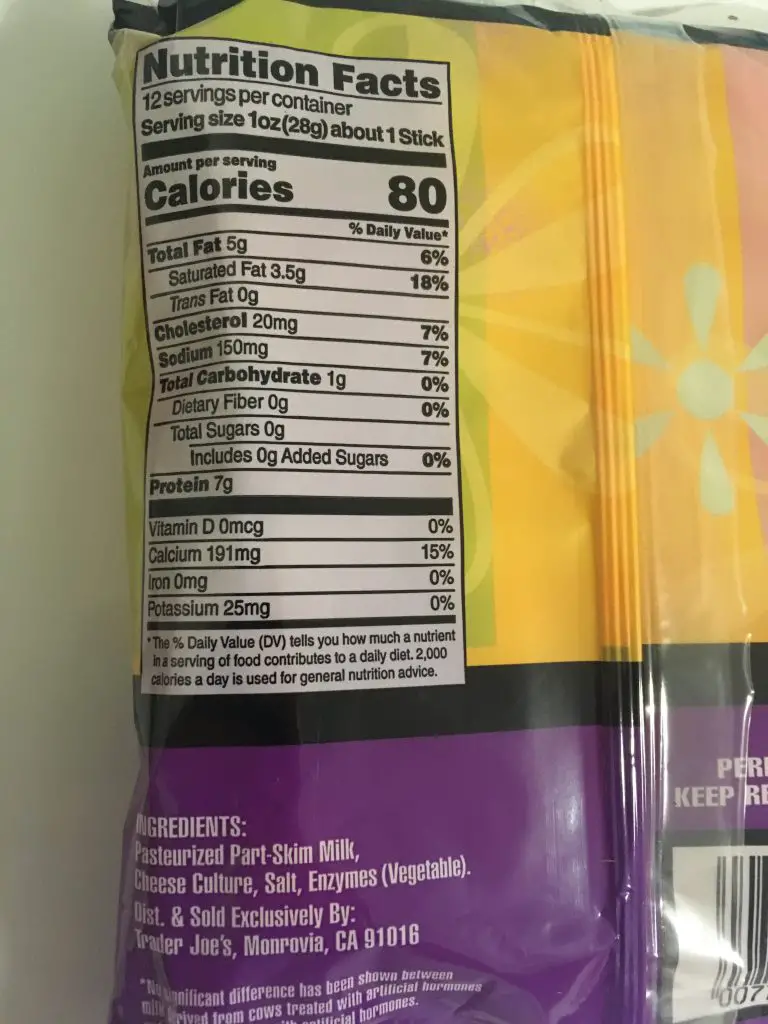 Nutrition Facts
12 servings per container
Serving size 1oz (28g) about 1 Stick
Amount per serving
Calories 80
% Daily Value*
Total Fat 5g 6%
Saturated Fat 3.5g 18%
Trans Fat 0g
Cholesterol 20mg 7%
Sodium 150mg 7%
Total Carbohydrate 1g 0%
Dietary Fiber 0g 0%
Total Sugars 0g
Includes 0g Added Sugars 0%
Protein 7g
Vitamin D 0mcg 0%
Calcium 191mg 15%
Iron 0mg 0%
Potassium 25mg 0%
*The % Daily Value (DV) tells you how much a nutrient
in a serving of food contributes to a daily diet. 2,000
calories a day is used for general nutrition advice.
INGREDIENTS:
Pasteurized Part-Skim Milk,
Cheese Culture, Salt, Enzymes (Vegetable).
Dist. & Sold Exclusively By:
Trader Joe's, Monrovia, CA 91016
*No significant difference has been shown between
milk derived from cows treated with artificial hormones
artificial hormones.
PERI
KEEP RE
007